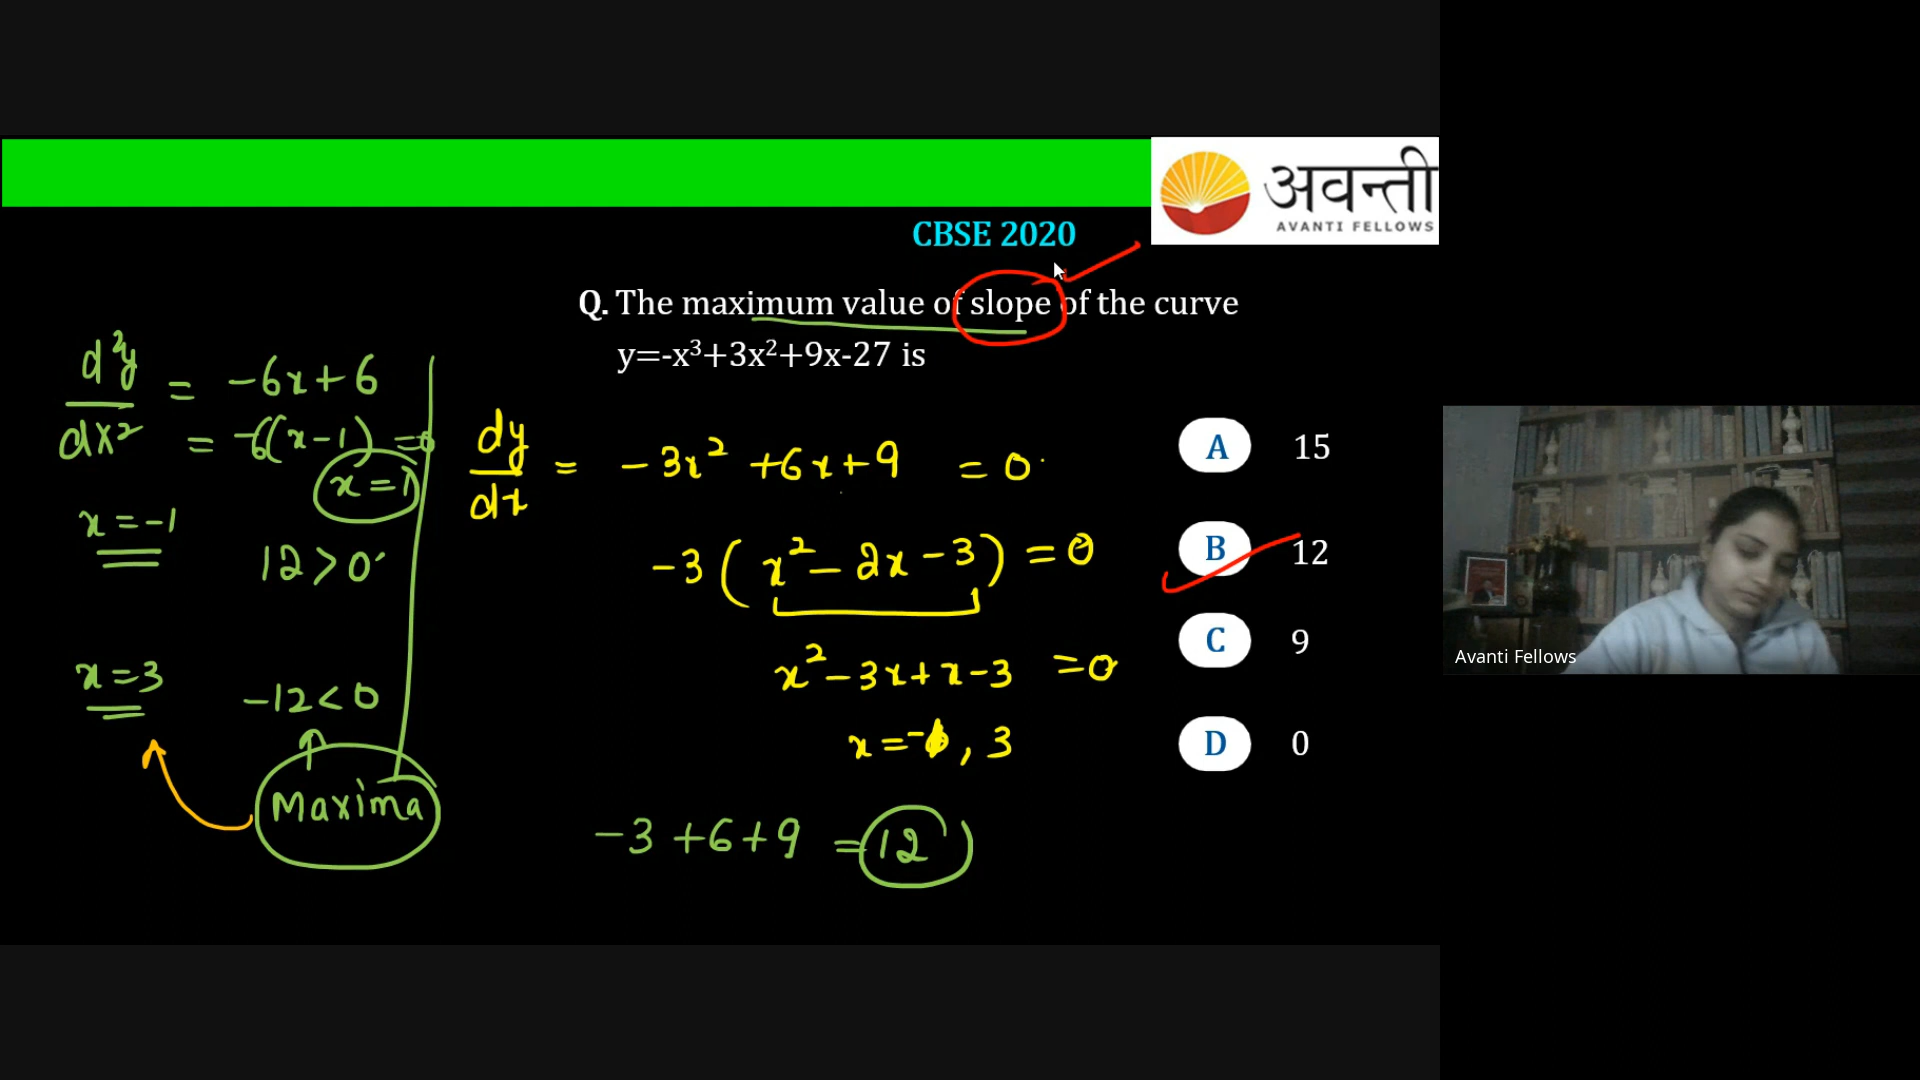 अवन्ती
AVANTI FELLOWS
CBSE 2020
Q. The maximum value of slope of the curve
y=-x³+3x²+9x-27 is
d²y/dx² = -6x+6
= -6(x-1) =0
x=1
x=-1
12>0
x=3
-12<0
Maxima
dy/dx = -3x²+6x+9 =0
-3(x²-2x-3)=0
x²-3x+x-3 =0
x=-1, 3
-3+6+9 =12
A 15
B 12
C 9
D 0
Avanti Fellows